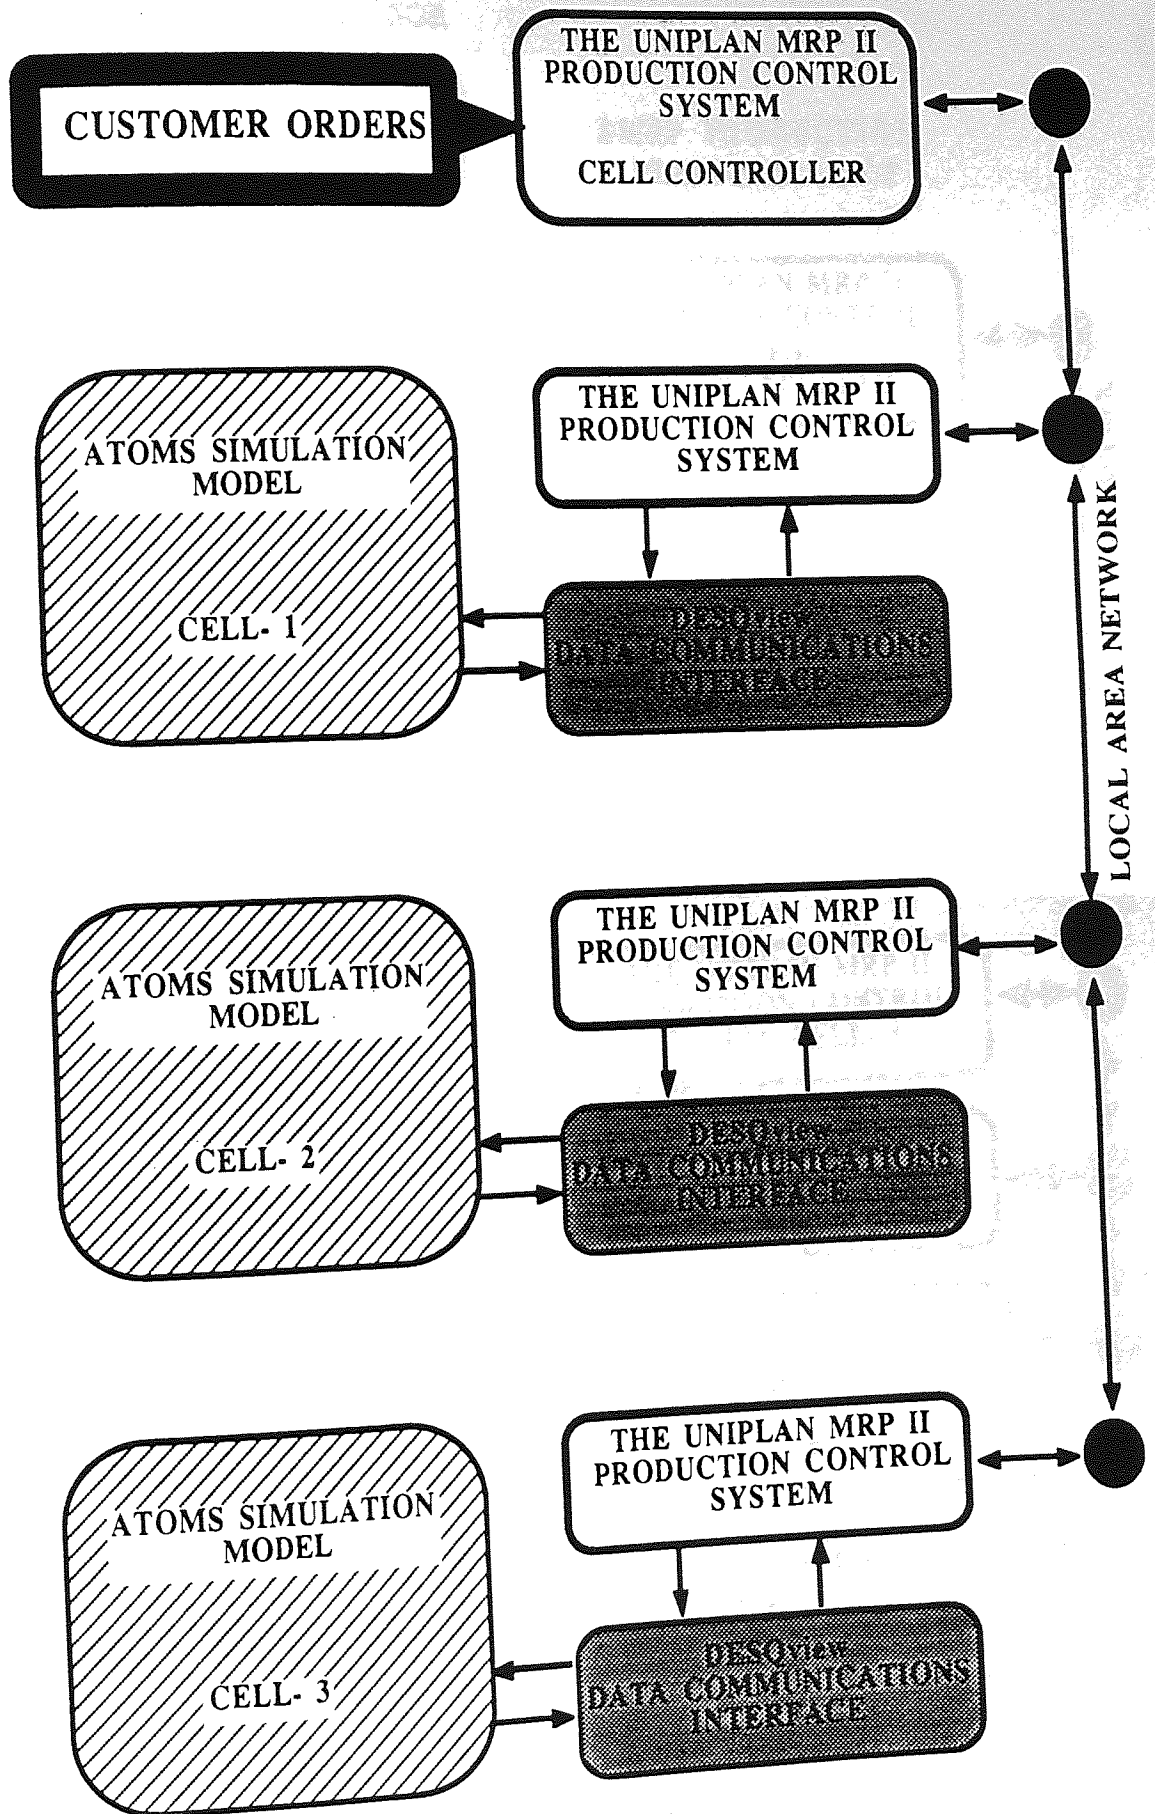 CUSTOMER ORDERS
THE UNIPLAN MRP II
PRODUCTION CONTROL
SYSTEM
CELL CONTROLLER
ATOMS SIMULATION
MODEL
CELL- 1
THE UNIPLAN MRP II
PRODUCTION CONTROL
SYSTEM
DESQview
DATA COMMUNICATIONS
INTERFACE
LOCAL AREA NETWORK
ATOMS SIMULATION
MODEL
CELL- 2
THE UNIPLAN MRP II
PRODUCTION CONTROL
SYSTEM
DESQview
DATA COMMUNICATIONS
INTERFACE
ATOMS SIMULATION
MODEL
CELL- 3
THE UNIPLAN MRP II
PRODUCTION CONTROL
SYSTEM
DESQview
DATA COMMUNICATIONS
INTERFACE